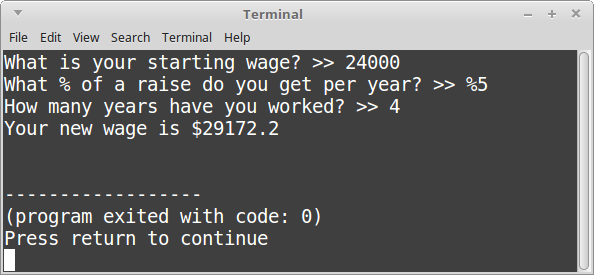 Terminal
File Edit View Search Terminal Help
What is your starting wage? >> 24000
What % of a raise do you get per year? >> %5
How many years have you worked? >> 4
Your new wage is $29172.2
------------------
(program exited with code: 0)
Press return to continue